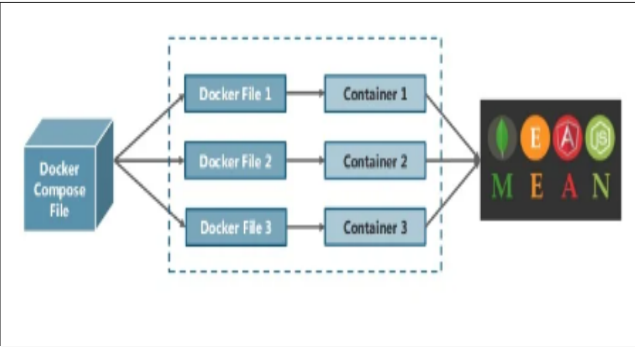 Docker File 1
Container 1
Docker
Compose
File
Docker File 2
Container 2
Docker File 3
Container 3
E
A
JS
M E A N